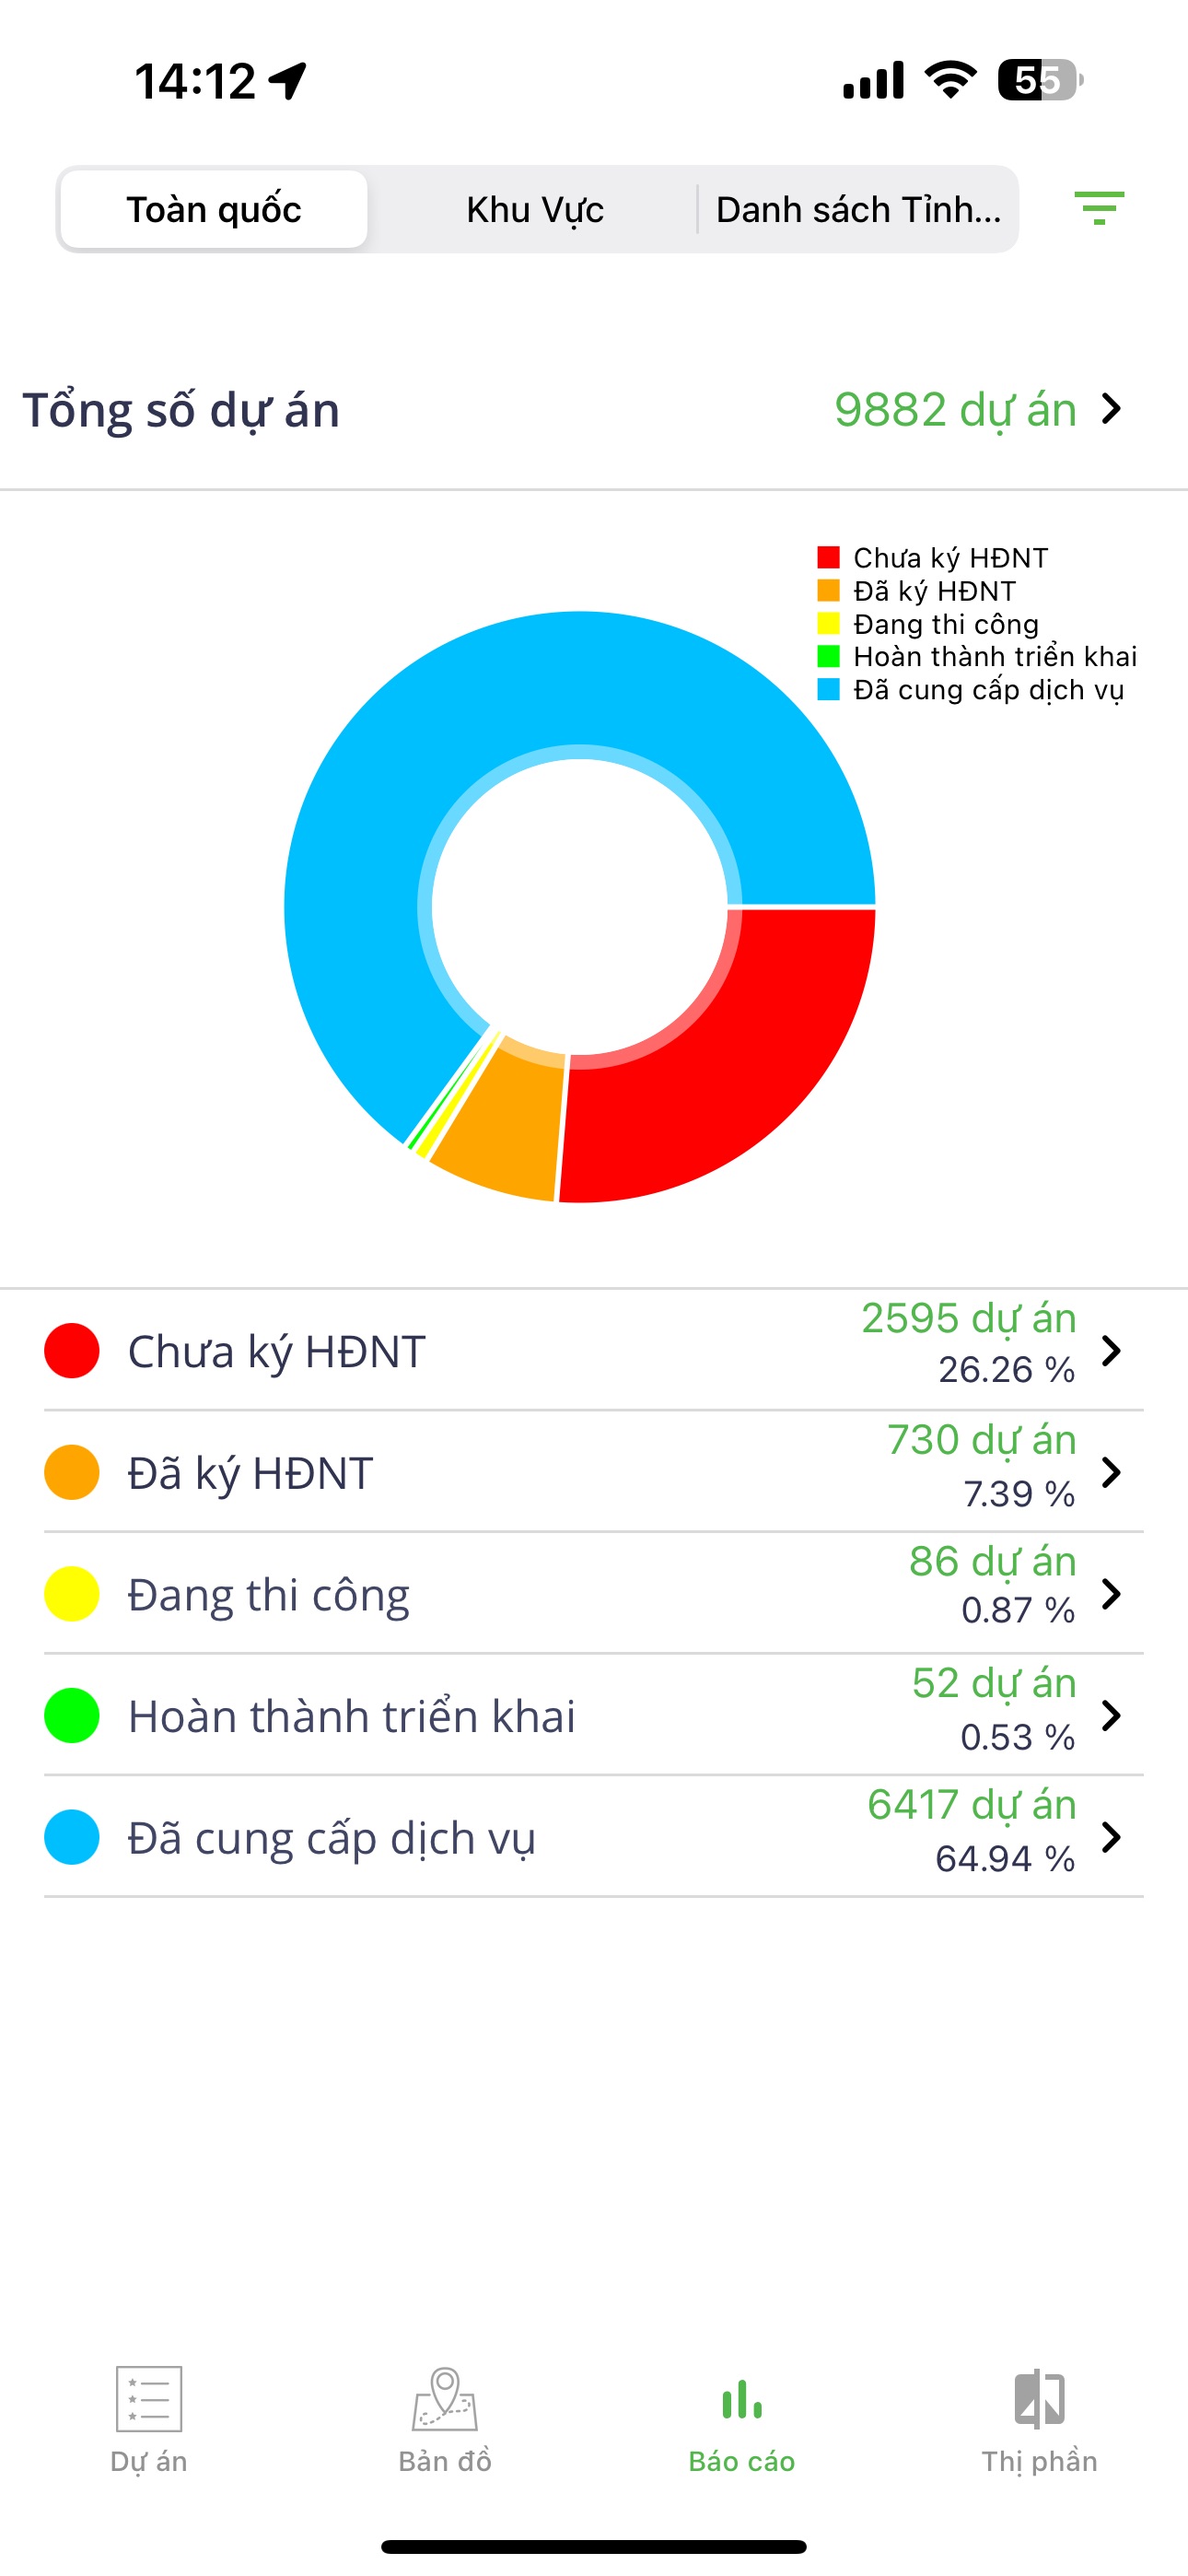 14:12
55
Toàn quốc
Khu Vực
Danh sách Tỉnh...
Tổng số dự án
9882 dự án
Chưa ký HĐNT
Đã ký HĐNT
Đang thi công
Hoàn thành triển khai
Đã cung cấp dịch vụ
Chưa ký HĐNT
2595 dự án
26.26 %
Đã ký HĐNT
730 dự án
7.39 %
Đang thi công
86 dự án
0.87 %
Hoàn thành triển khai
52 dự án
0.53 %
Đã cung cấp dịch vụ
6417 dự án
64.94 %
Dự án
Bản đồ
Báo cáo
Thị phần